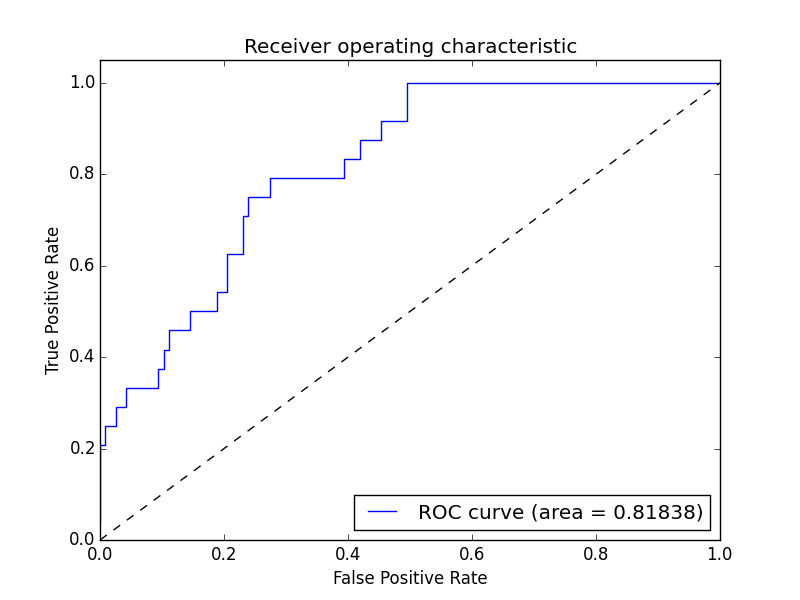 Receiver operating characteristic
1.0
0.8
0.6
0.4
0.2
0.0
True Positive Rate
ROC curve (area = 0.81838)
0.0 0.2 0.4 0.6 0.8 1.0
False Positive Rate